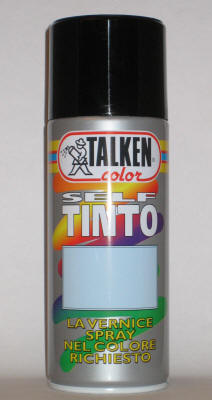 TALKEN®
color
SELF
TINTO
LA VERNICE
SPRAY
NEL COLORE
RICHIESTO